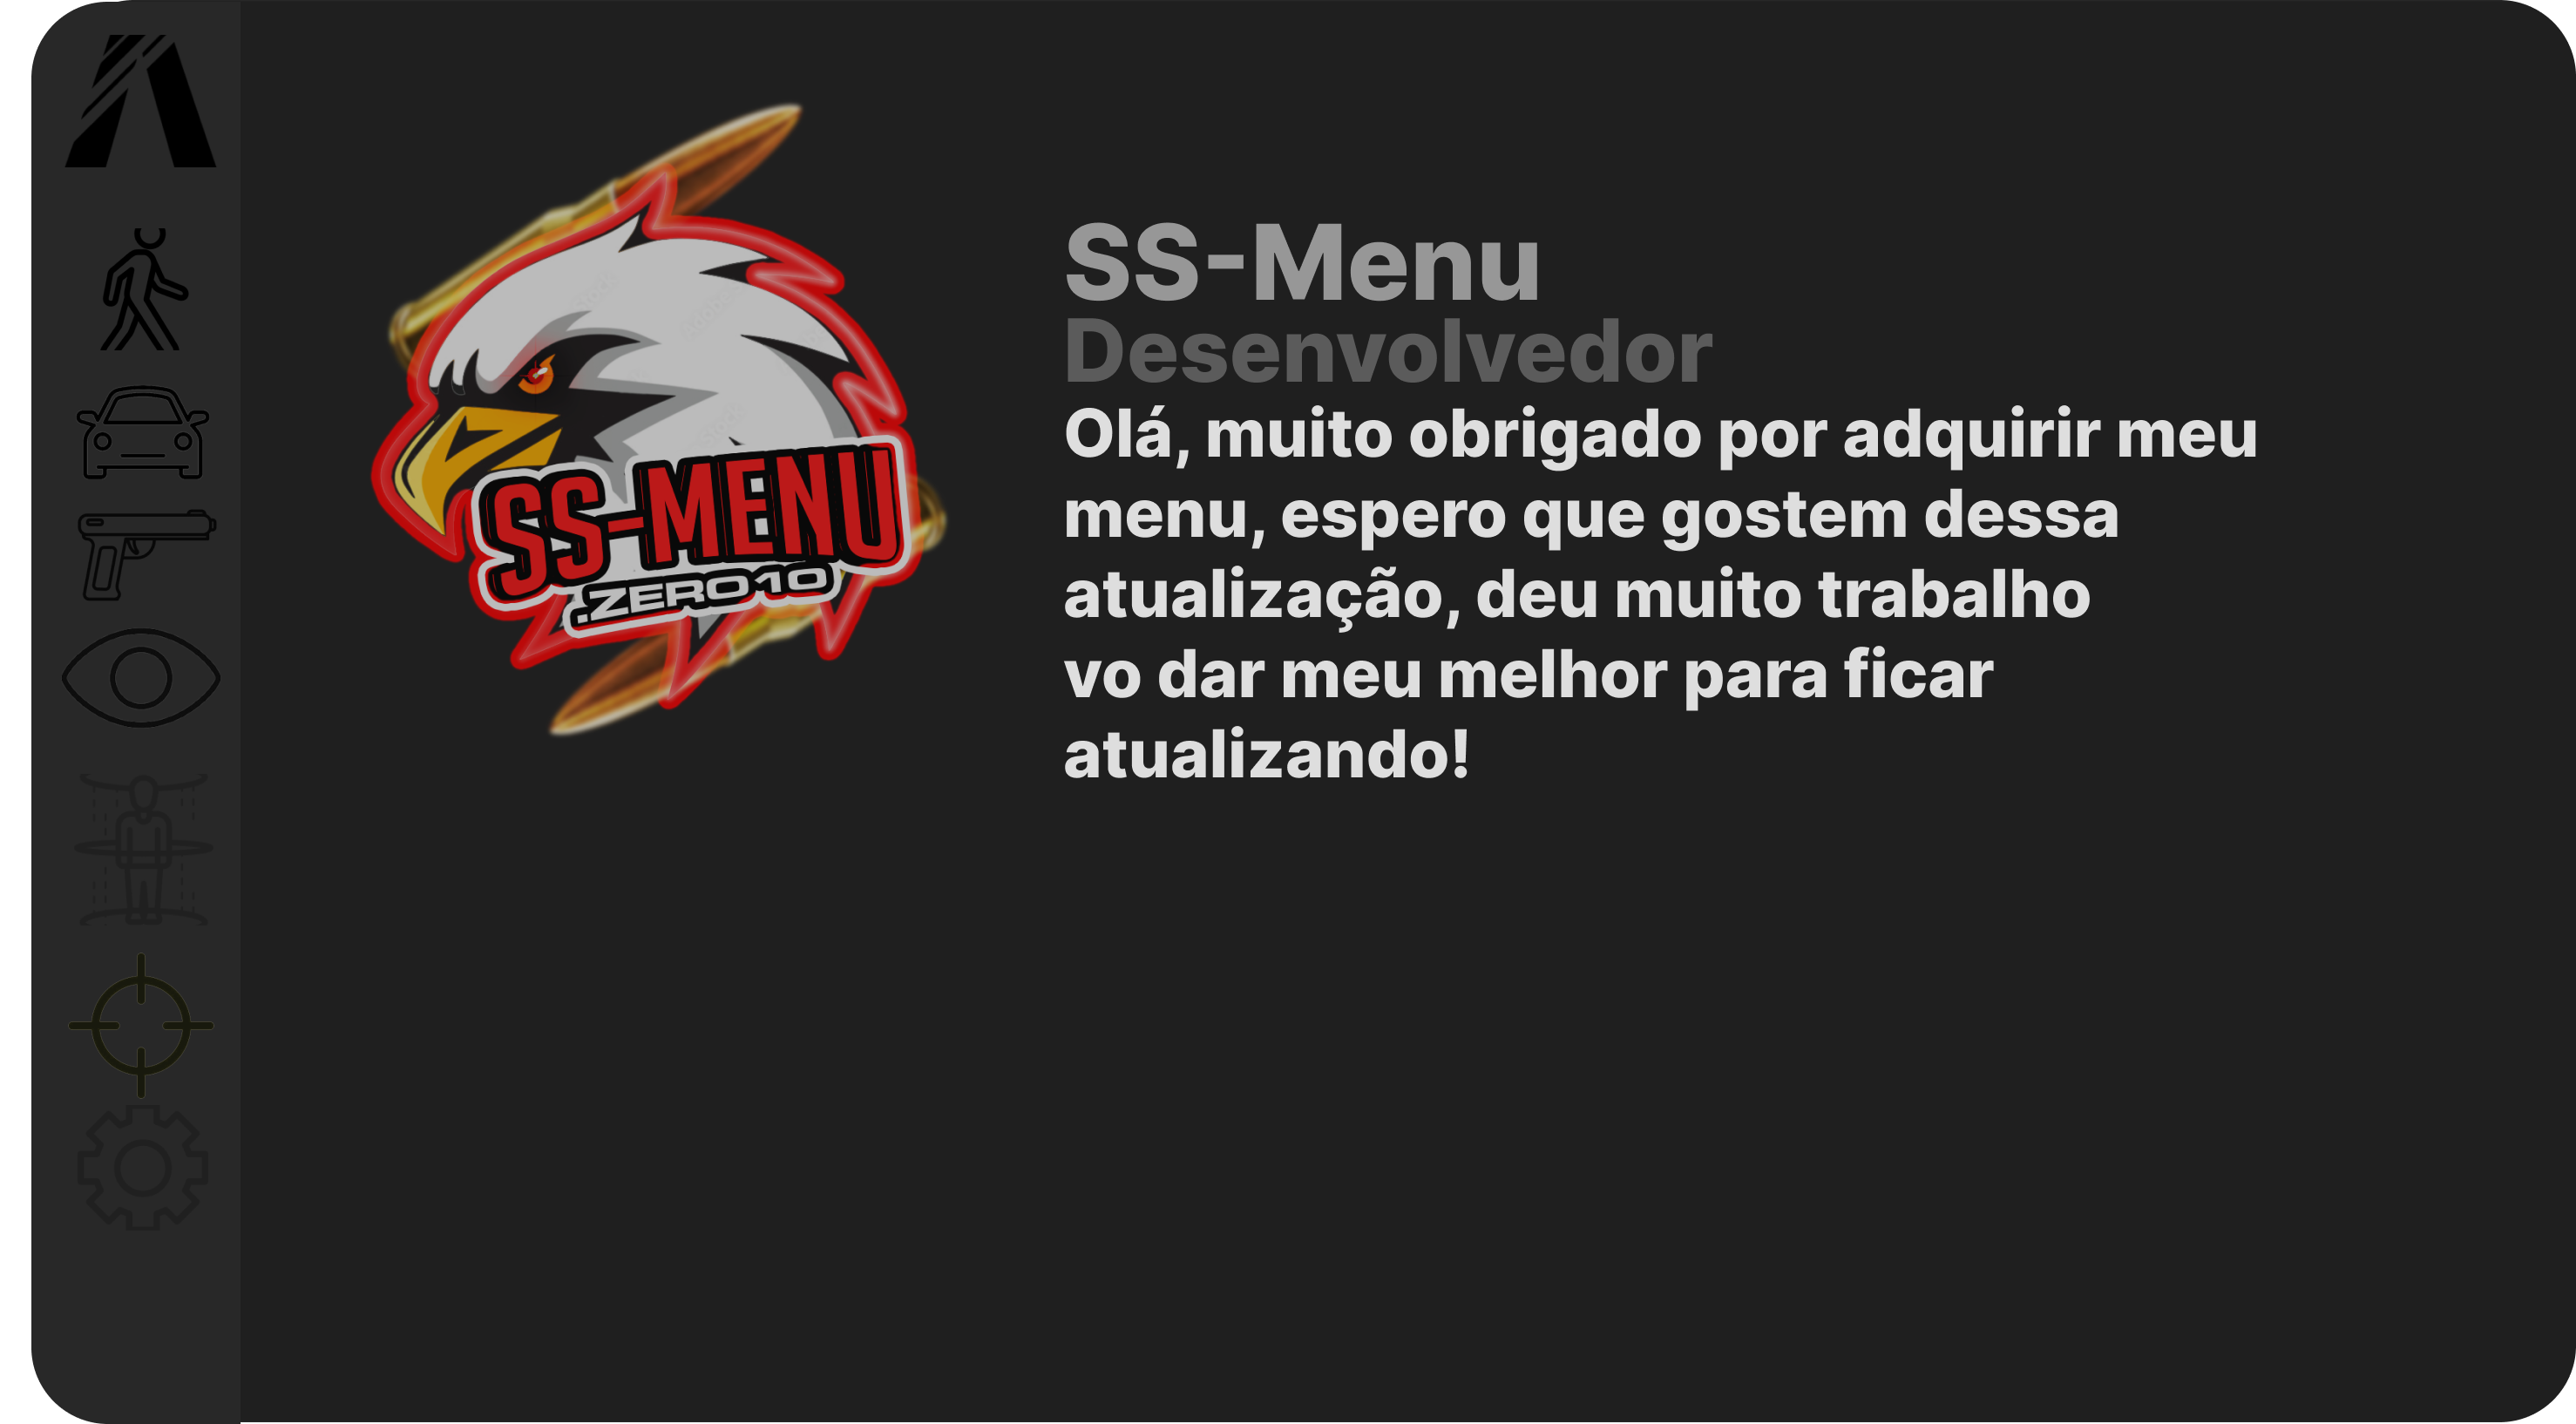 SS-Menu
Desenvolvedor
Olá, muito obrigado por adquirir meu
menu, espero que gostem dessa
atualização, deu muito trabalho
vo dar meu melhor para ficar
atualizando!
SS-MENU
.ZERO10